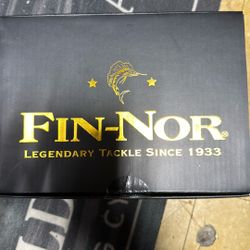 FIN-NOR®
LEGENDARY TACKLE SINCE 1933